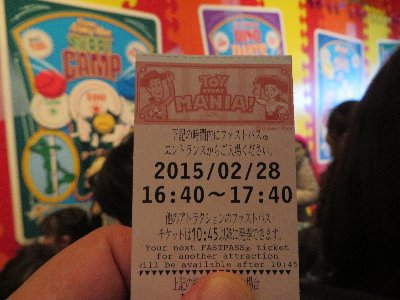 CAMP
TOY
STORY
MANIA!
下記の時間内にファストパス®
エントランスからご入場ください。
2015/02/28
16:40～17:40
他のアトラクションのファストパス®
チケットは10:45以降に発券できます。
Your next FASTPASS® ticket
for another attraction
will be available after 10:45